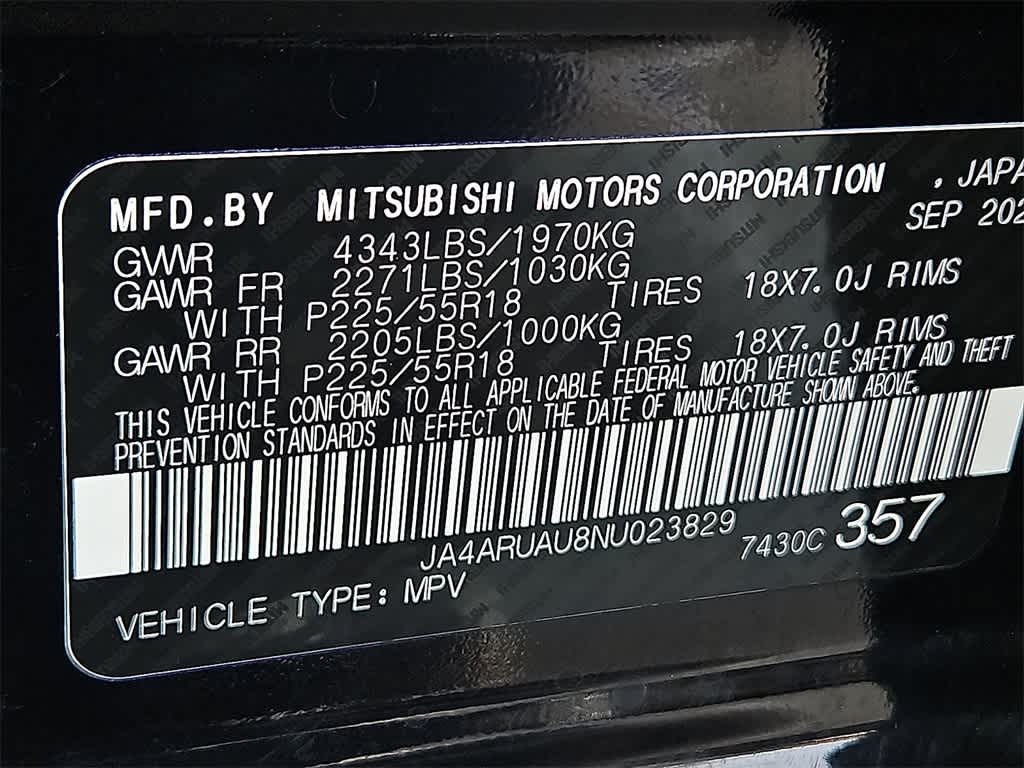 MFD.BY MITSUBISHI MOTORS CORPORATION , JAPA
SEP 202
GVWR 4343LBS/1970KG
GAWR FR 2271LBS/1030KG
WITH P225/55R18 TIRES 18X7.0J RIMS
GAWR RR 2205LBS/1000KG
WITH P225/55R18 TIRES 18X7.0J RIMS
THIS VEHICLE CONFORMS TO ALL APPLICABLE FEDERAL MOTOR VEHICLE SAFETY AND THEFT
PREVENTION STANDARDS IN EFFECT ON THE DATE OF MANUFACTURE SHOWN ABOVE.
JA4ARUAU8NU023829 7430C 357
VEHICLE TYPE: MPV